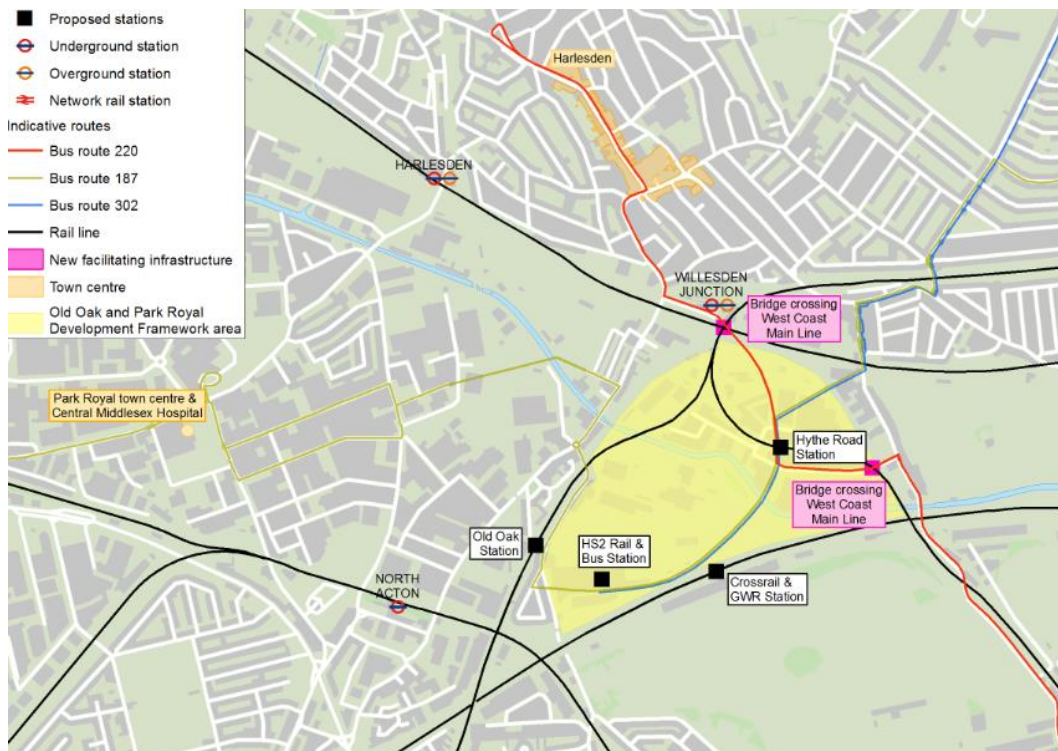 Proposed stations
Underground station
Overground station
Network rail station
Indicative routes
Bus route 220
Bus route 187
Bus route 302
Rail line
New facilitating infrastructure
Town centre
Old Oak and Park Royal
Development Framework area
Harlesden
HARLESDEN
WILLESDEN
JUNCTION
Bridge crossing
West Coast
Main Line
Park Royal town centre &
Central Middlesex Hospital
Hythe Road
Station
Bridge crossing
West Coast
Main Line
Old Oak
Station
HS2 Rail &
Bus Station
Crossrail &
GWR Station
NORTH
ACTON